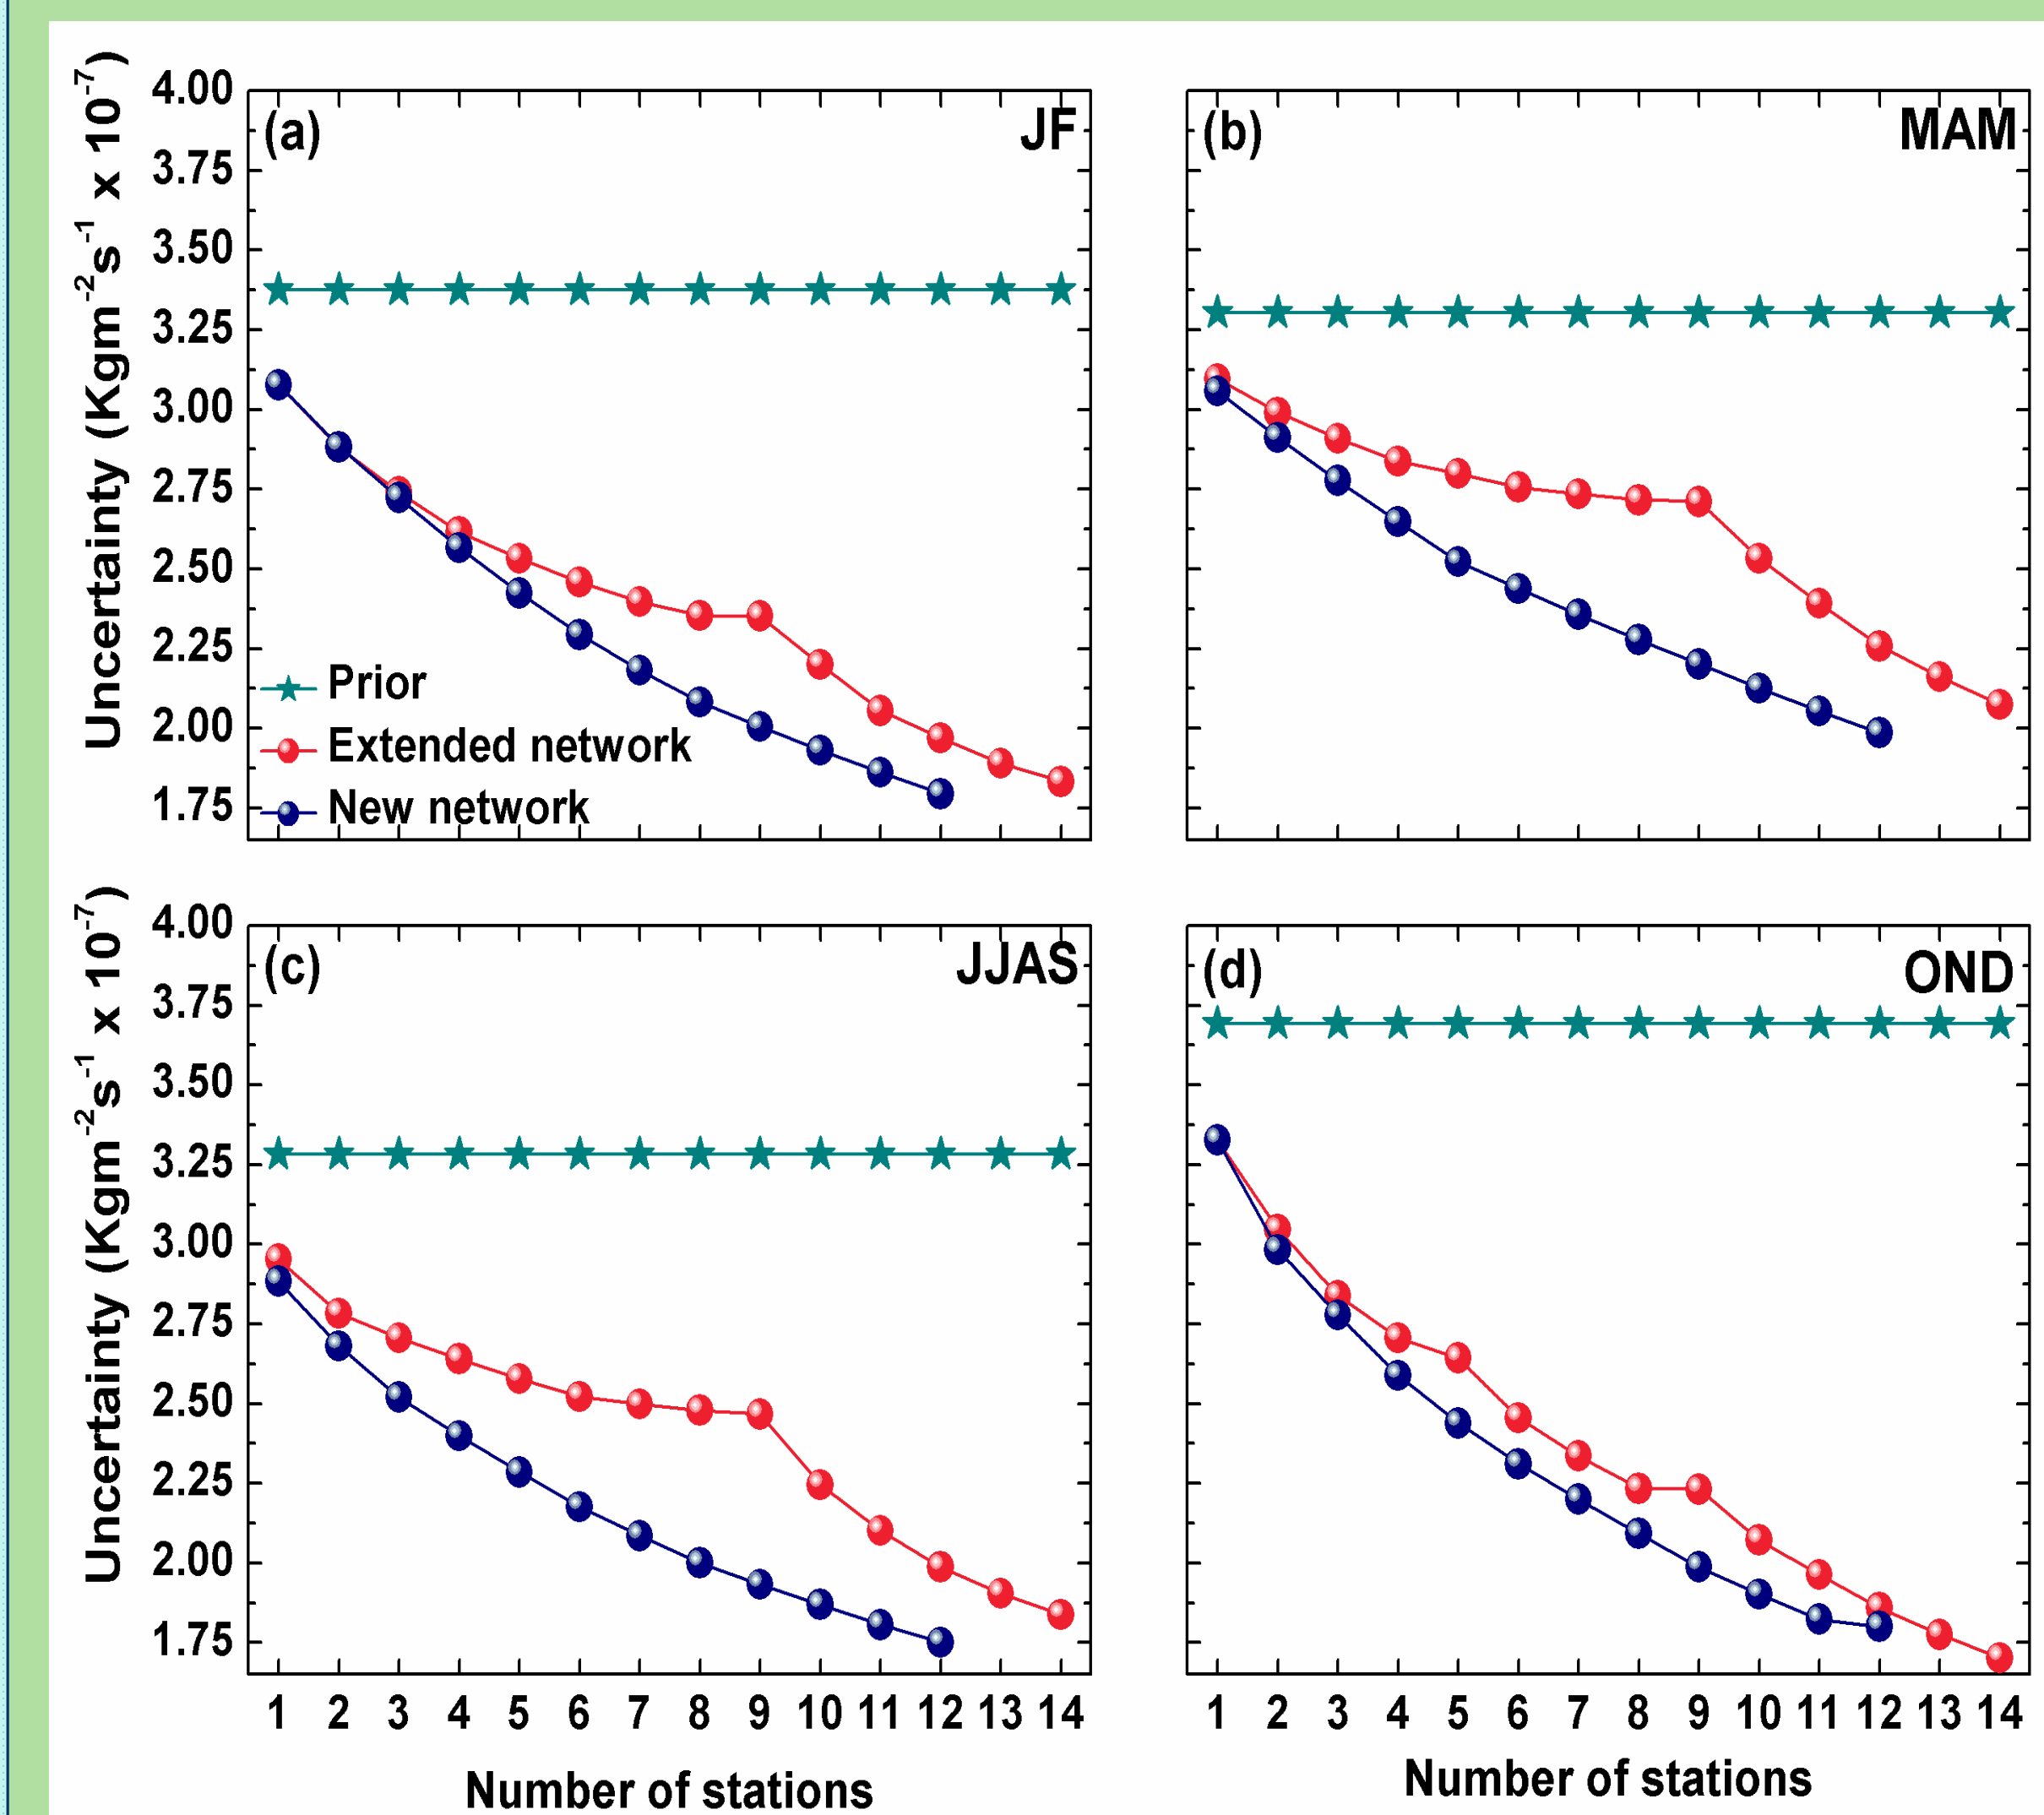 (a) JF
(b) MAM
Uncertainty (Kgm-2s-1 x 10-7)
4.00
3.75
3.50
3.25
3.00
2.75
2.50
2.25
2.00
1.75
Prior
Extended network
New network
(c) JJAS
(d) OND
Uncertainty (Kgm-2s-1 x 10-7)
4.00
3.75
3.50
3.25
3.00
2.75
2.50
2.25
2.00
1.75
1 2 3 4 5 6 7 8 9 10 11 12 13 14
1 2 3 4 5 6 7 8 9 10 11 12 13 14
Number of stations
Number of stations